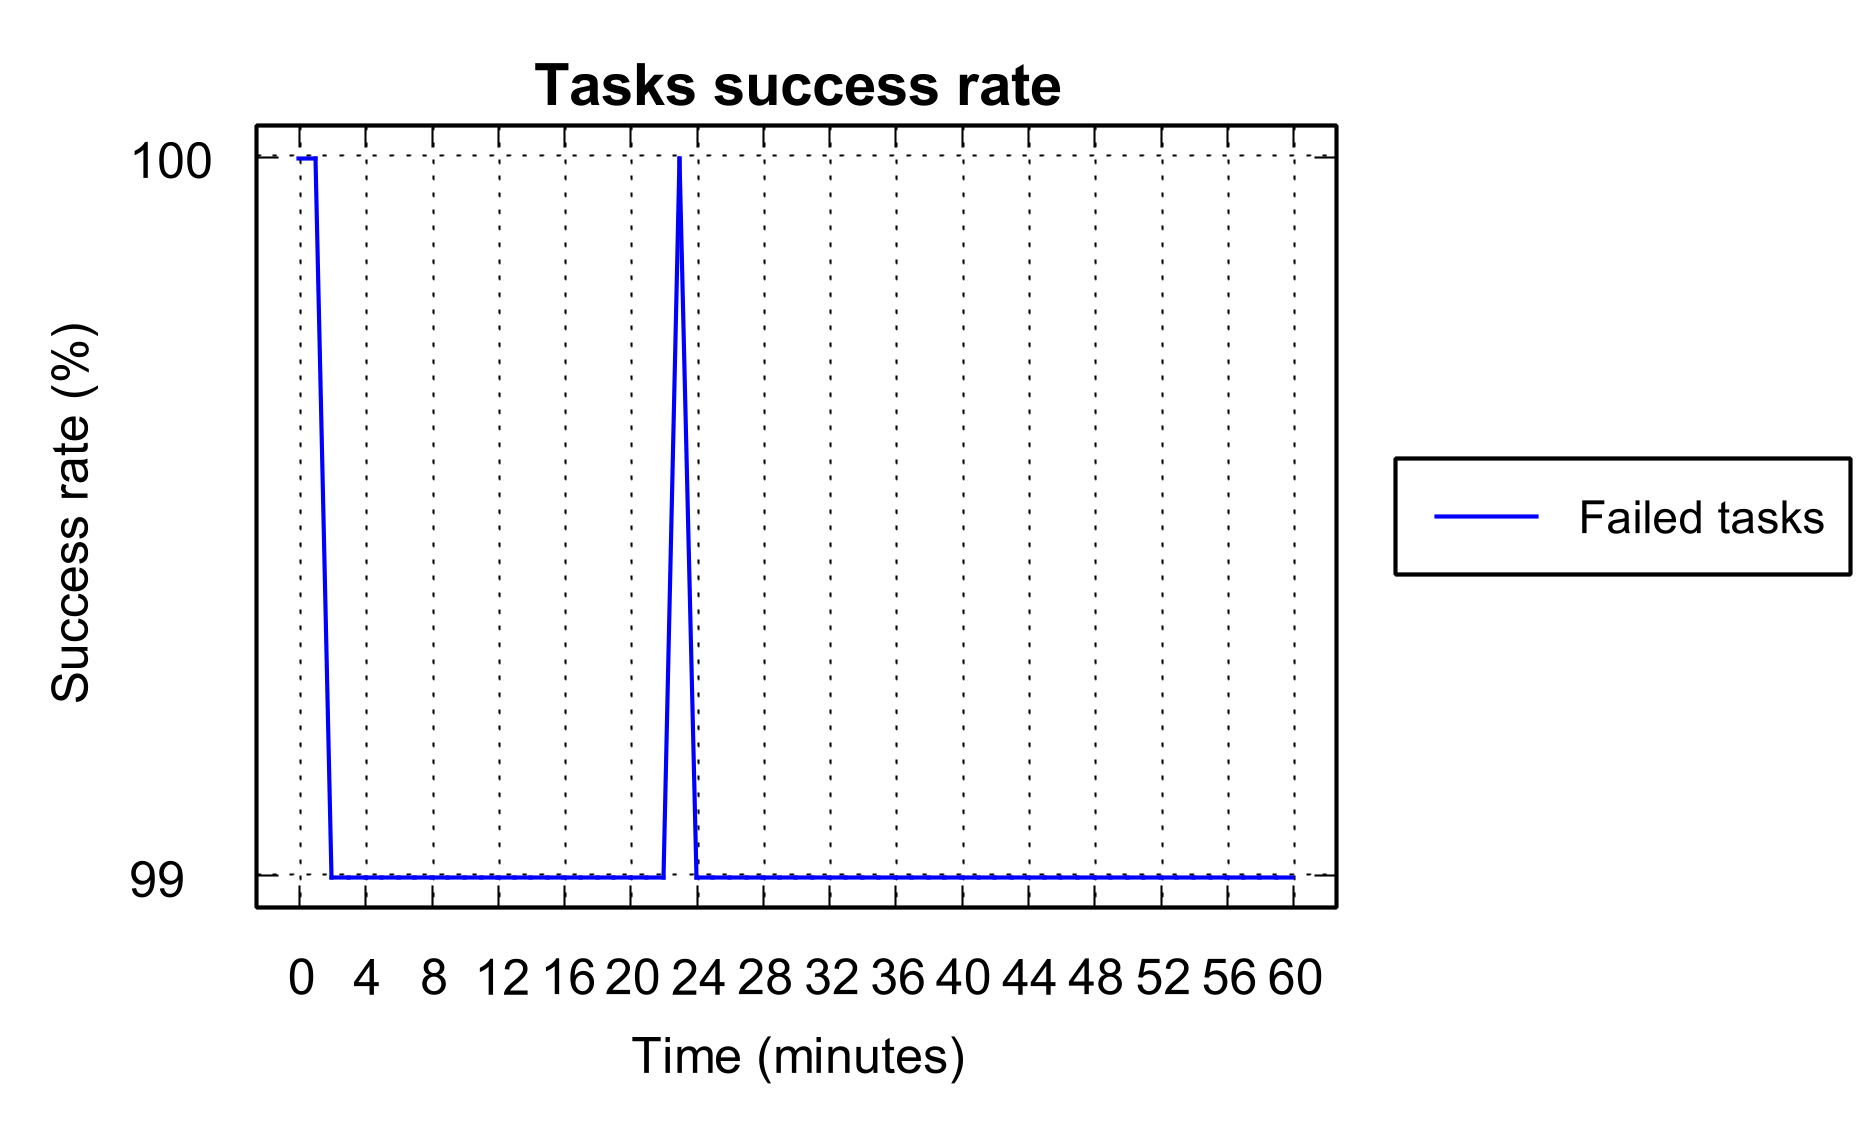 Tasks success rate
100
99
Success rate (%)
0 4 8 12 16 20 24 28 32 36 40 44 48 52 56 60
Time (minutes)
Failed tasks